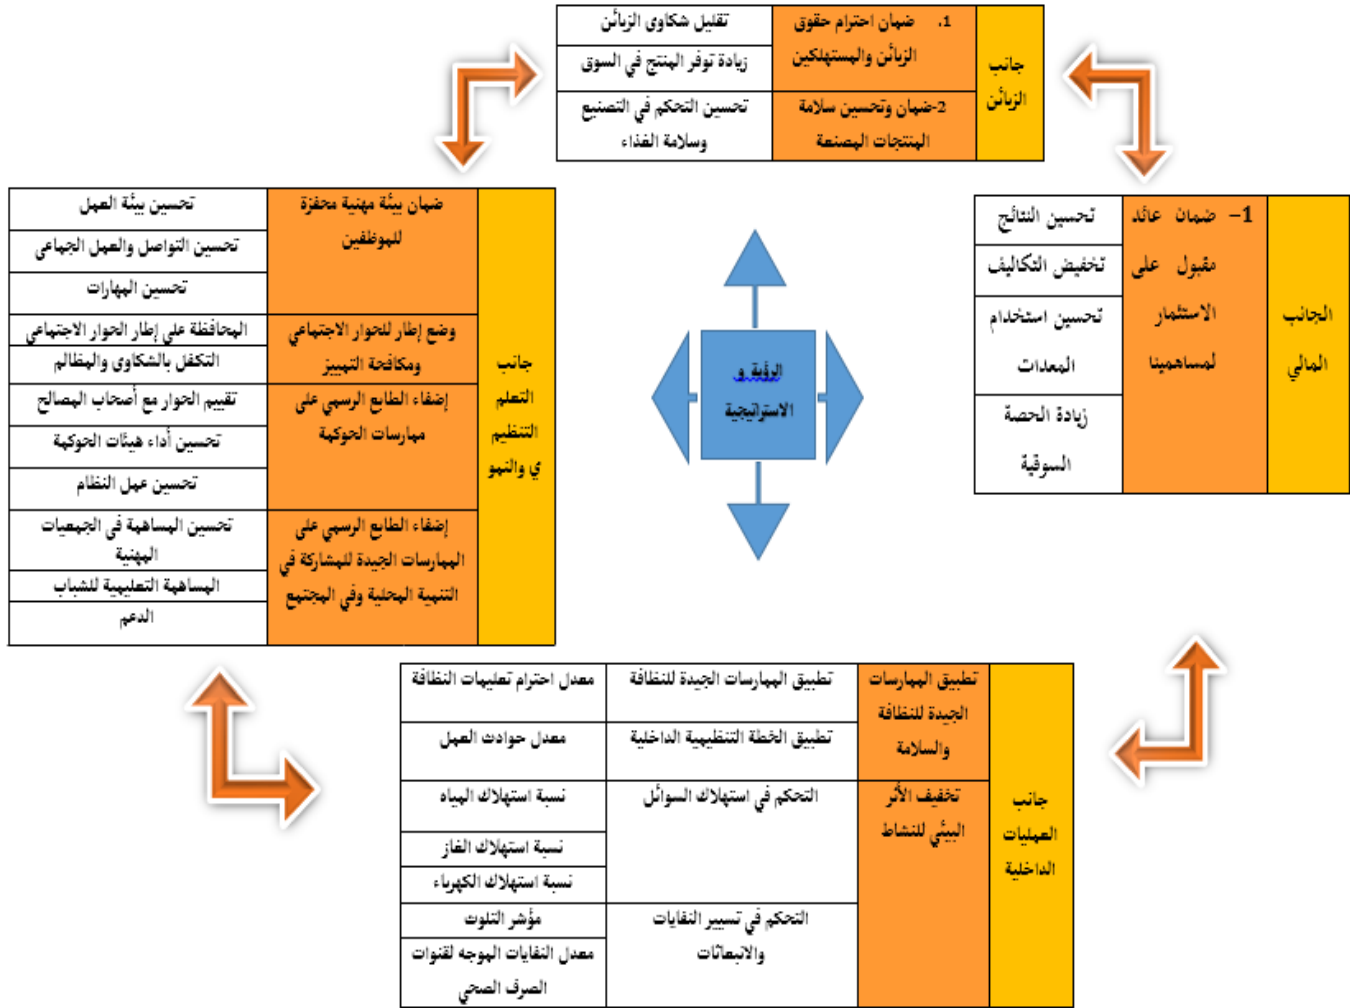 جانب
الزبائن
1. ضمان احترام حقوق
الزبائن والمستهلكين
تقليل شكاوى الزبائن
زيادة توفر المنتج في السوق
2-ضمان وتحسين سلامة
المنتجات المصنعة
تحسين التحكم في التصنيع
وسلامة الغذاء
الجانب
المالي
1– ضمان عائد
مقبول على
الاستثمار
لمساهمينا
تحسين النتائج
تخفيض التكاليف
تحسين استخدام
المعدات
زيادة الحصة
السوقية
الرؤية و
الاستراتيجية
جانب
التعلم
التنظيم
ي والنمو
ضمان بيئة مهنية محفزة
للموظفين
تحسين بيئة العمل
تحسين التواصل والعمل الجماعي
تحسين المهارات
وضع إطار للحوار الاجتماعي
ومكافحة التمييز
المحافظة على إطار الحوار الاجتماعي
التكفل بالشكاوى والمظالم
إضفاء الطابع الرسمي على
ممارسات الحوكمة
تقييم الحوار مع أصحاب المصالح
تحسين أداء هيئات الحوكمة
تحسين عمل النظام
إضفاء الطابع الرسمي على
الممارسات الجيدة للمشاركة في
التنمية المحلية وفي المجتمع
تحسين المساهمة في الجمعيات
المهنية
المساهمة التعليمية للشباب
الدعم
جانب
العمليات
الداخلية
تطبيق الممارسات
الجيدة للنظافة
والسلامة
تطبيق الممارسات الجيدة للنظافة
معدل احترام تعليمات النظافة
تطبيق الخطة التنظيمية الداخلية
معدل حوادث العمل
تخفيف الأثر
البيئي للنشاط
التحكم في استهلاك السوائل
نسبة استهلاك المياه
نسبة استهلاك الغاز
نسبة استهلاك الكهرباء
التحكم في تسيير النفايات
والانبعاثات
مؤشر التلوث
معدل النفايات الموجه لقنوات
الصرف الصحي